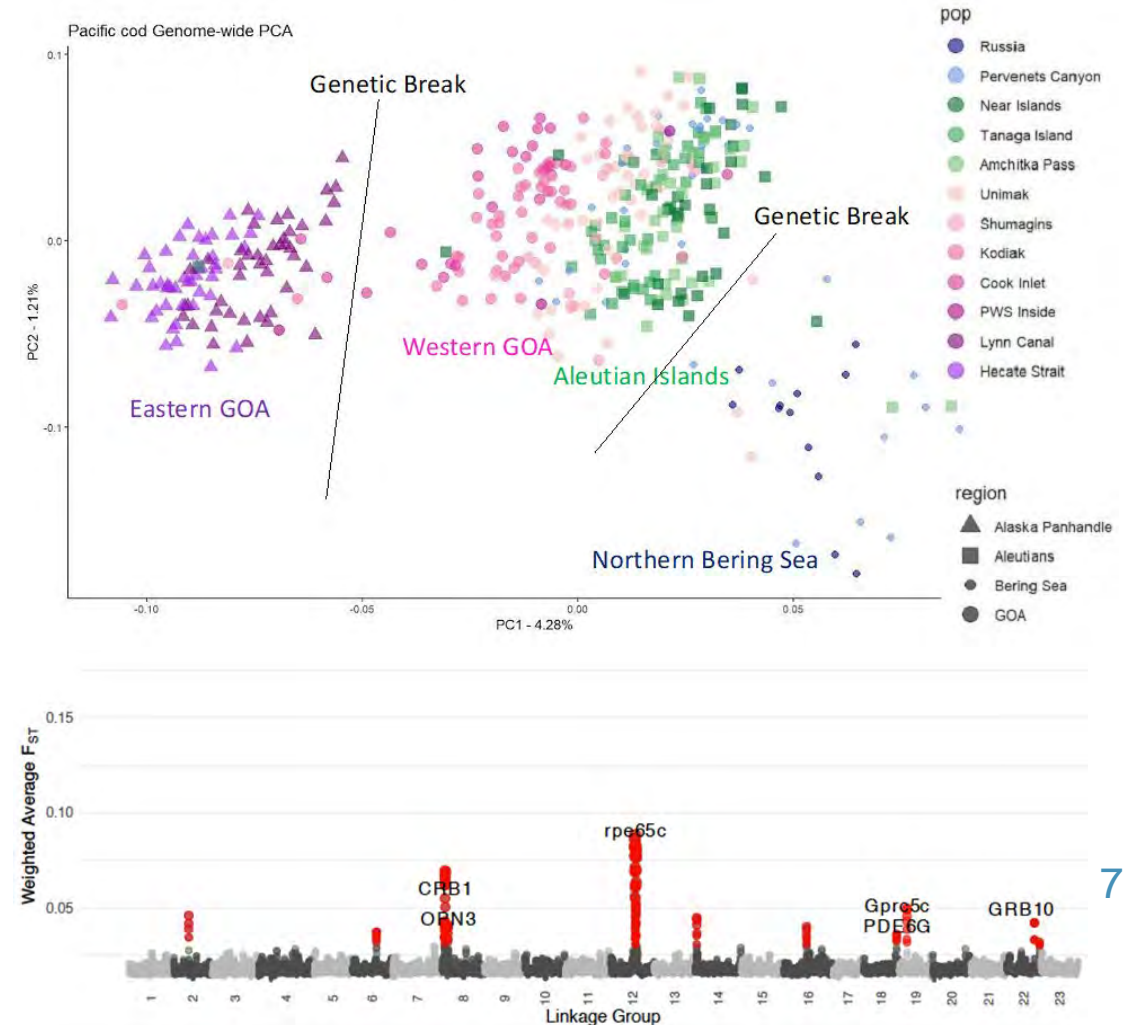 Pacific cod Genome-wide PCA
pop
Russia
Pervenets Canyon
Near Islands
Tanaga Island
Amchitka Pass
Unimak
Shumagins
Kodiak
Cook Inlet
PWS Inside
Lynn Canal
Hecate Strait
region
Alaska Panhandle
Aleutians
Bering Sea
GOA
0.1
0.0
-0.1
PC2 - 1.21%
Genetic Break
Genetic Break
Western GOA
Aleutian Islands
Eastern GOA
Northern Bering Sea
-0.10
-0.05
0.00
0.05
PC1 - 4.28%
Weighted Average FST
0.15
0.10
0.05
rpe65c
CRB1
OPN3
Gprc5c
PDE6G
GRB10
7
1
2
3
4
5
6
7
8
9
10
11
12
13
14
15
16
17
18
19
20
21
22
23
Linkage Group